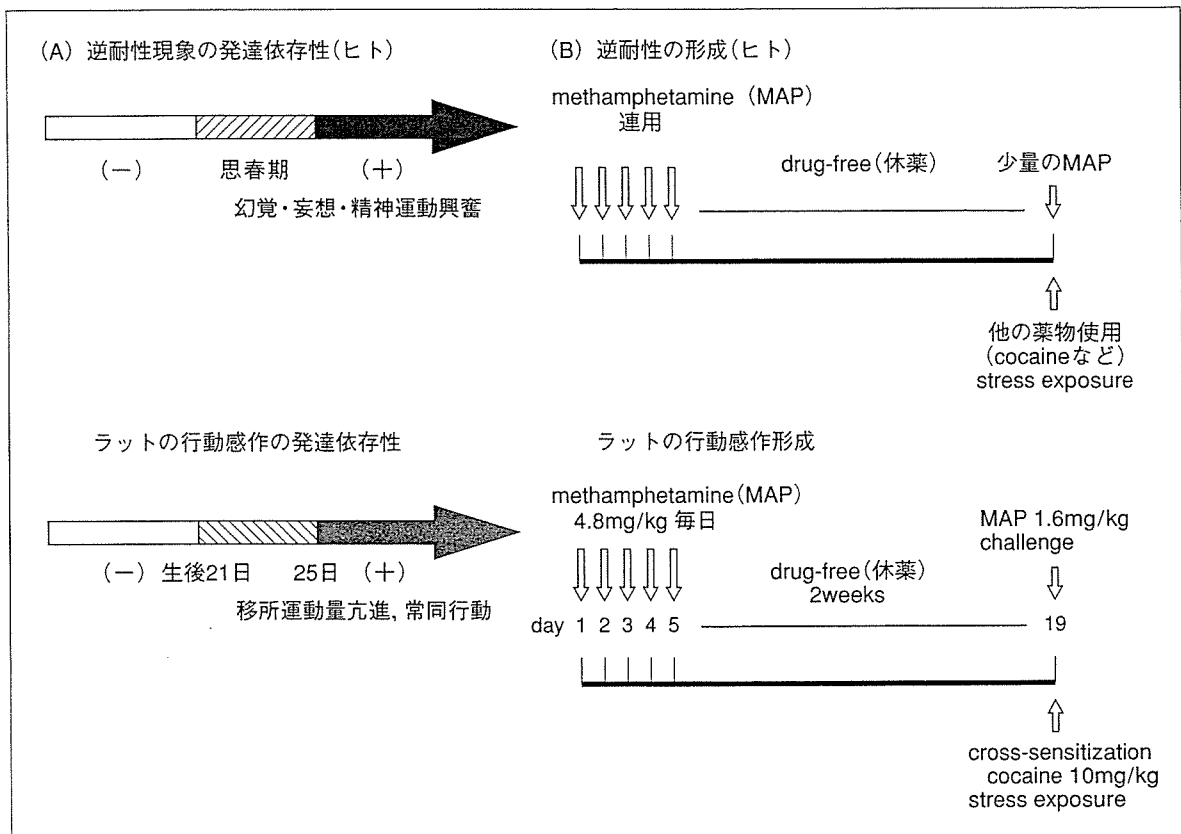 (A) 逆耐性現象の発達依存性(ヒト)
(−) 思春期 (+)
幻覚・妄想・精神運動興奮
(B) 逆耐性の形成(ヒト)
methamphetamine (MAP)
連用
drug-free(休薬)
少量のMAP
他の薬物使用
(cocaineなど)
stress exposure
ラットの行動感作の発達依存性
(−) 生後21日 25日 (+)
移所運動量亢進, 常同行動
ラットの行動感作形成
methamphetamine(MAP)
4.8mg/kg 毎日
drug-free(休薬)
2weeks
MAP 1.6mg/kg
challenge
day 1 2 3 4 5 19
cross-sensitization
cocaine 10mg/kg
stress exposure